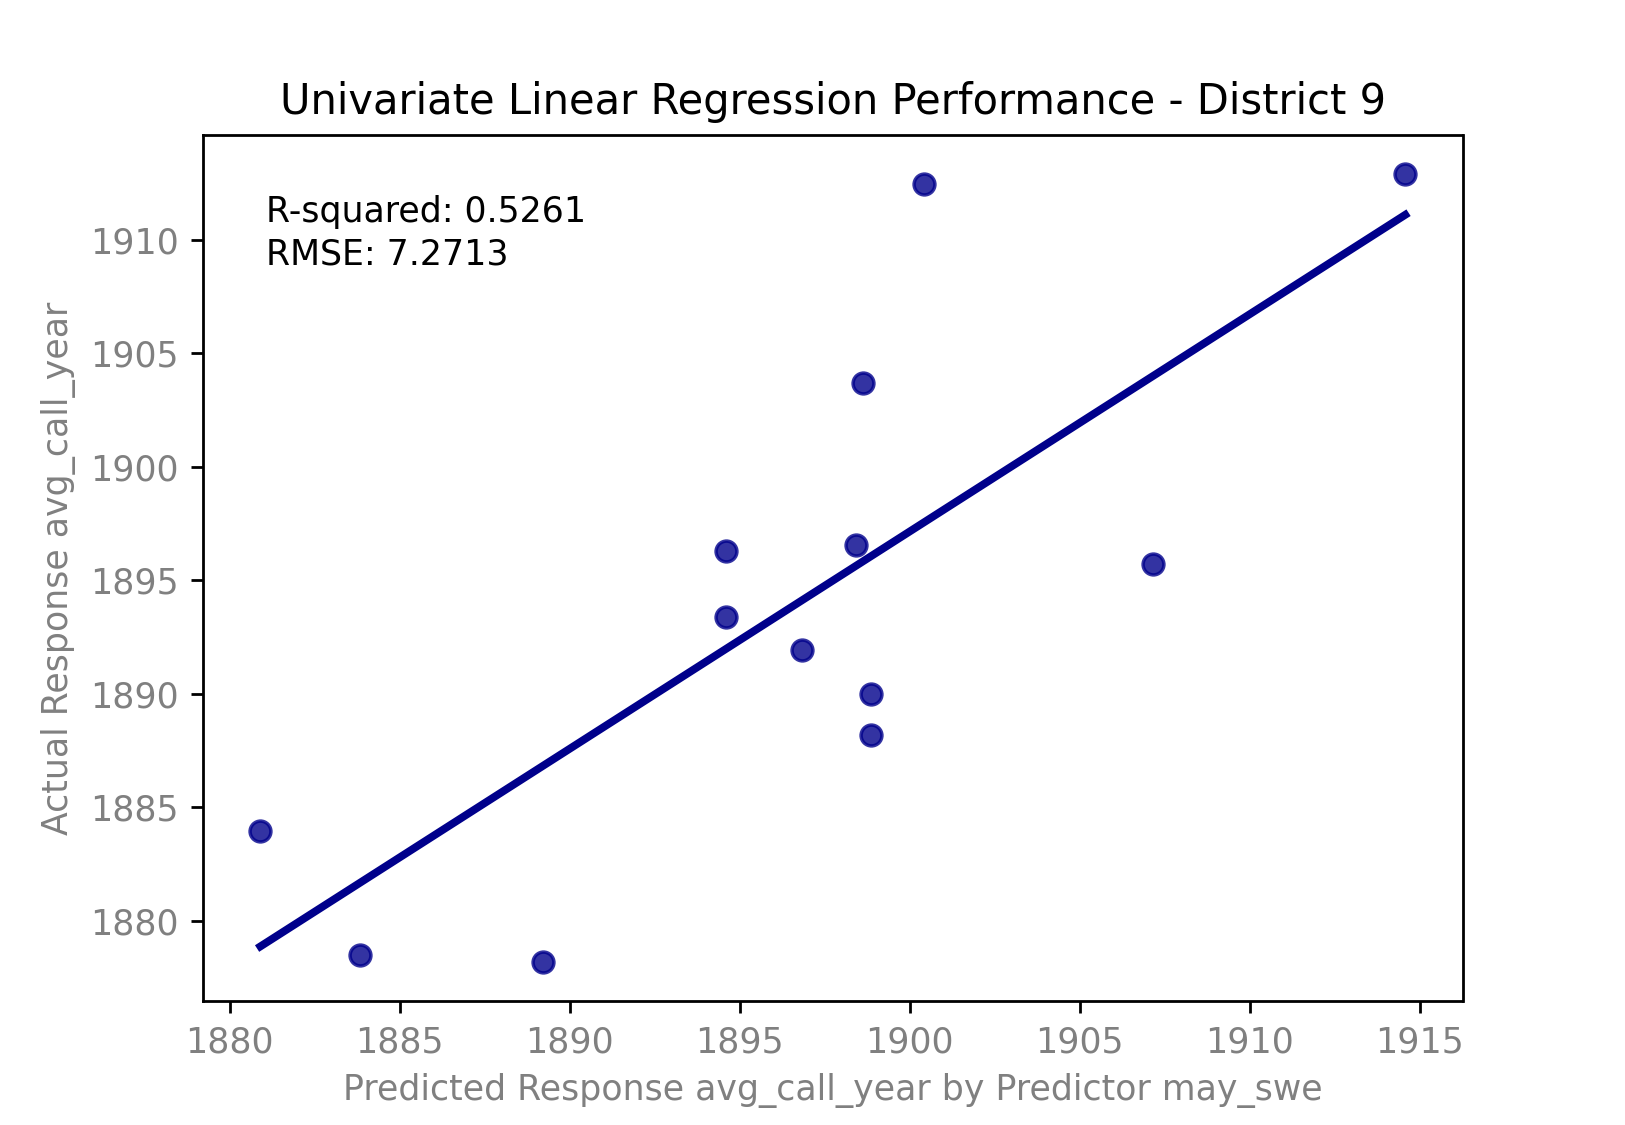 Univariate Linear Regression Performance - District 9
R-squared: 0.5261
RMSE: 7.2713
Actual Response avg_call_year
1910
1905
1900
1895
1890
1885
1880
1880 1885 1890 1895 1900 1905 1910 1915
Predicted Response avg_call_year by Predictor may_swe